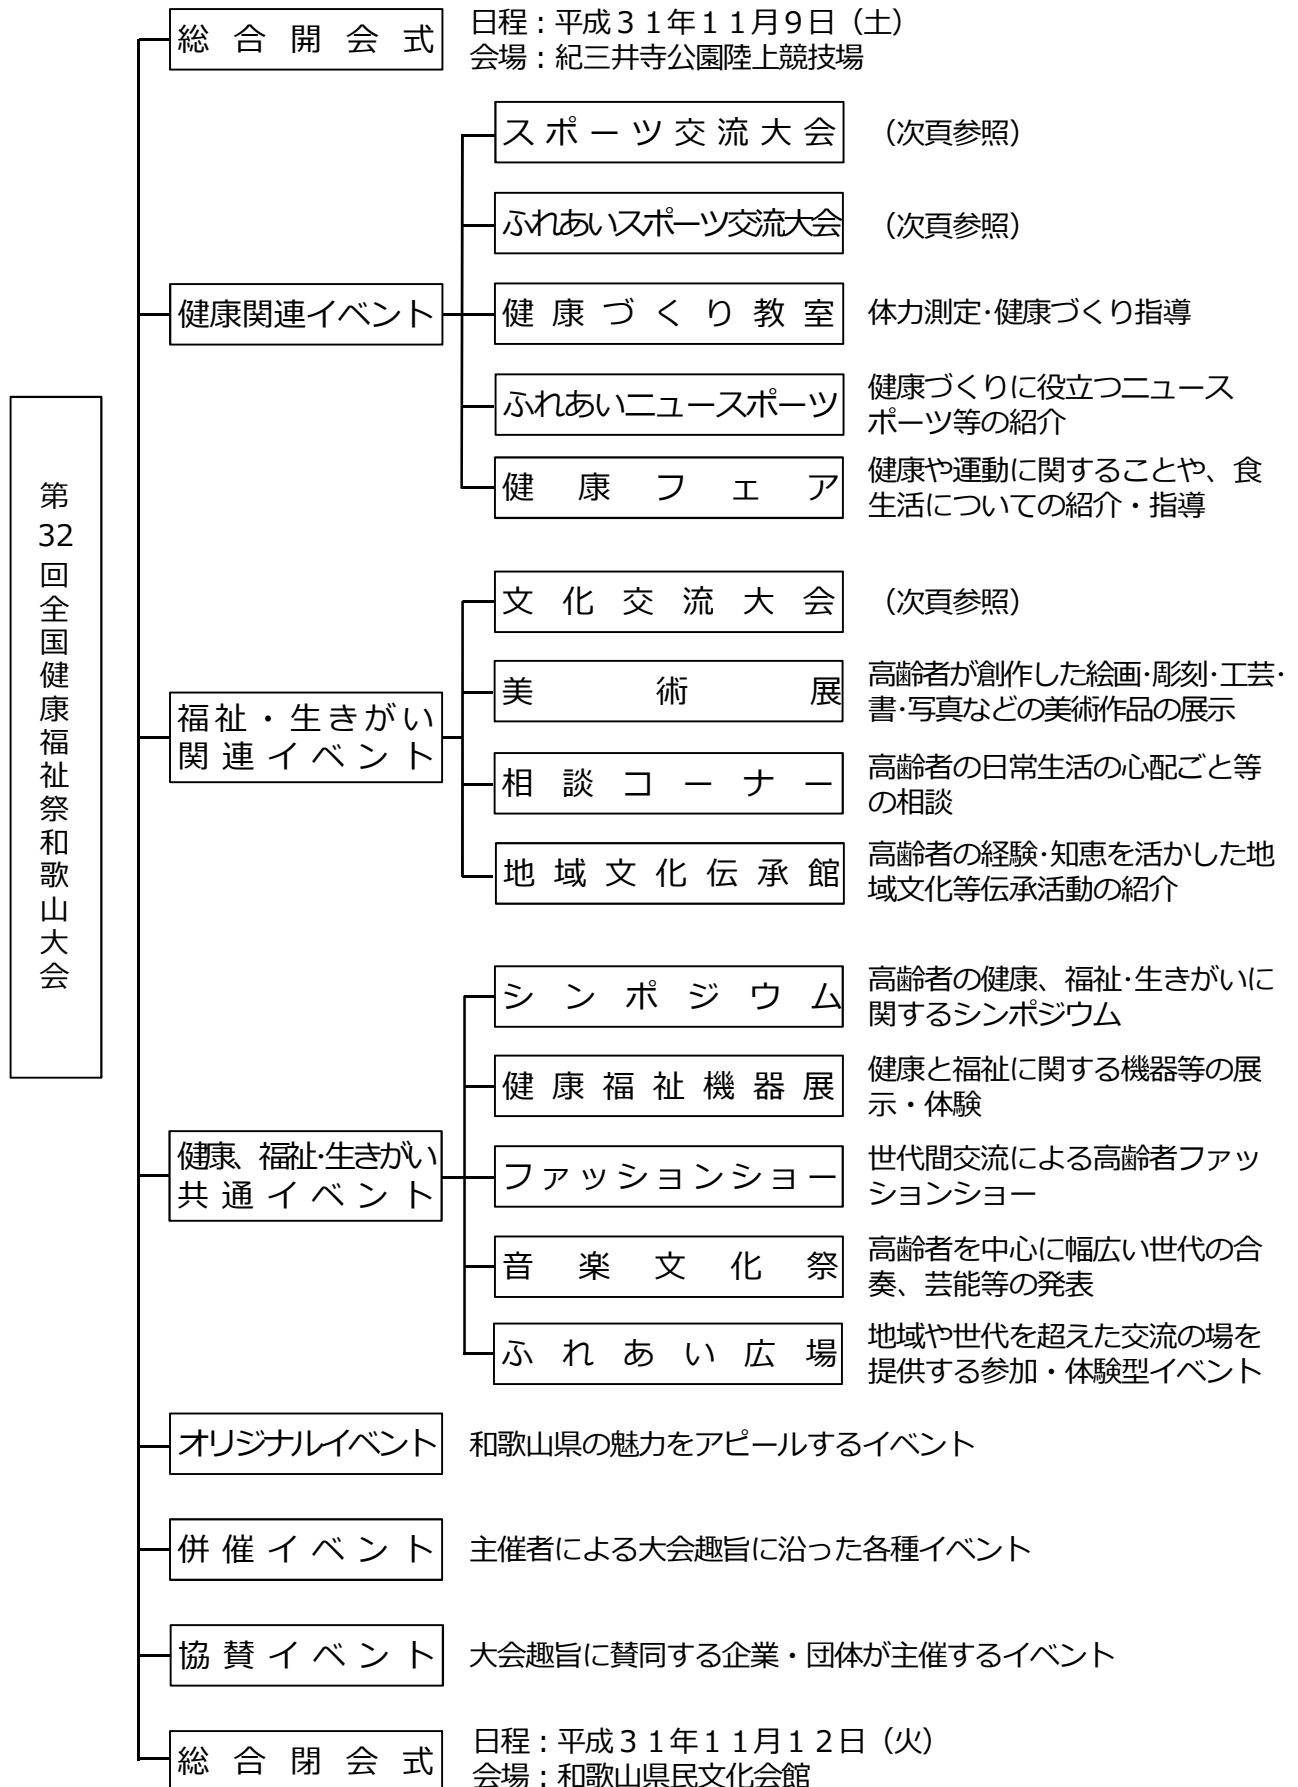 第32回全国健康福祉祭和歌山大会
総合開会式
日程：平成３１年１１月９日（土）
会場：紀三井寺公園陸上競技場
健康関連イベント
スポーツ交流大会
（次頁参照）
ふれあいスポーツ交流大会
（次頁参照）
健康づくり教室
体力測定･健康づくり指導
ふれあいニュースポーツ
健康づくりに役立つニュース
ポーツ等の紹介
健康フェア
健康や運動に関することや、食
生活についての紹介・指導
福祉・生きがい
関連イベント
文化交流大会
（次頁参照）
美術展
高齢者が創作した絵画･彫刻･工芸･
書･写真などの美術作品の展示
相談コーナー
高齢者の日常生活の心配ごと等
の相談
地域文化伝承館
高齢者の経験･知恵を活かした地
域文化等伝承活動の紹介
健康、福祉･生きがい
共通イベント
シンポジウム
高齢者の健康、福祉･生きがいに
関するシンポジウム
健康福祉機器展
健康と福祉に関する機器等の展
示・体験
ファッションショー
世代間交流による高齢者ファッ
ションショー
音楽文化祭
高齢者を中心に幅広い世代の合
奏、芸能等の発表
ふれあい広場
地域や世代を超えた交流の場を
提供する参加・体験型イベント
オリジナルイベント
和歌山県の魅力をアピールするイベント
併催イベント
主催者による大会趣旨に沿った各種イベント
協賛イベント
大会趣旨に賛同する企業・団体が主催するイベント
総合閉会式
日程：平成３１年１１月１２日（火）
会場：和歌山県民文化会館